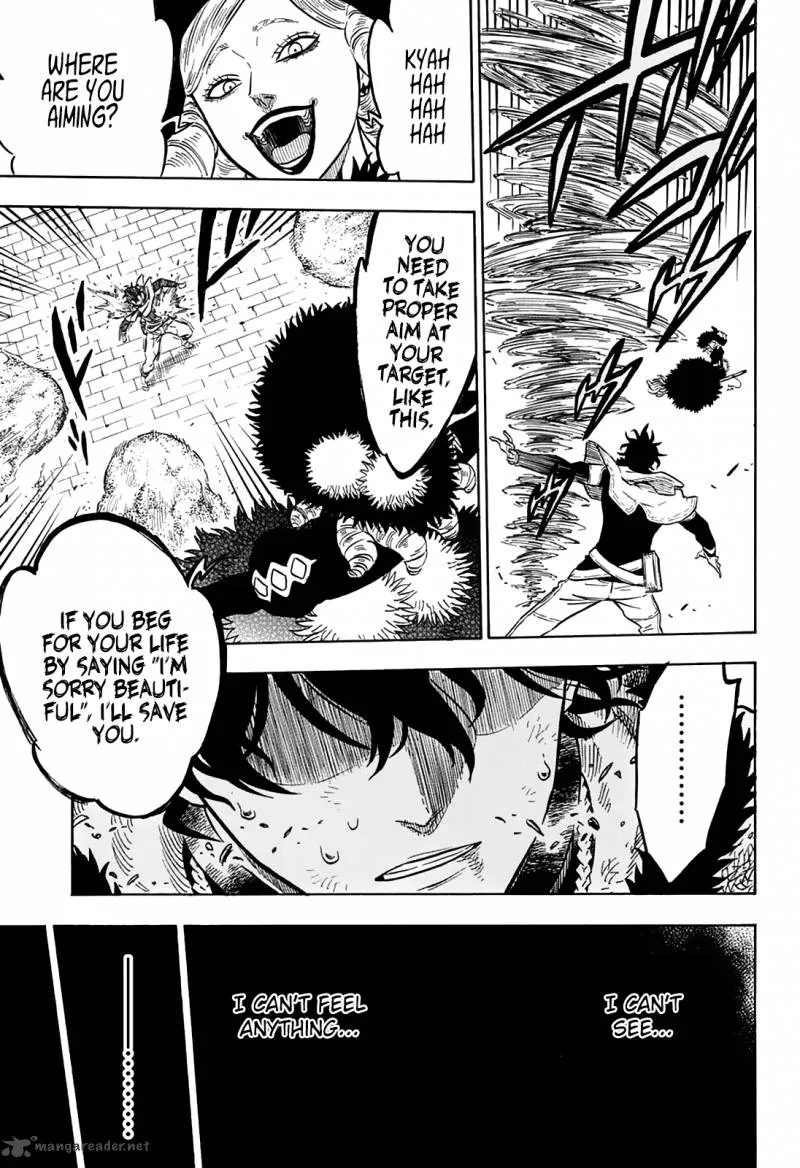 KYAH
HAH
HAH
HAH
WHERE
ARE YOU
AIMING?
YOU
NEED
TO TAKE
PROPER
AIM AT
YOUR
TARGET,
LIKE
THIS.
.........
IF YOU BEG
FOR YOUR LIFE
BY SAYING "I'M
SORRY BEAUTI-
FUL", I'LL SAVE
YOU.
I CAN'T
SEE...
I CAN'T FEEL
ANYTHING...
mangareader.net